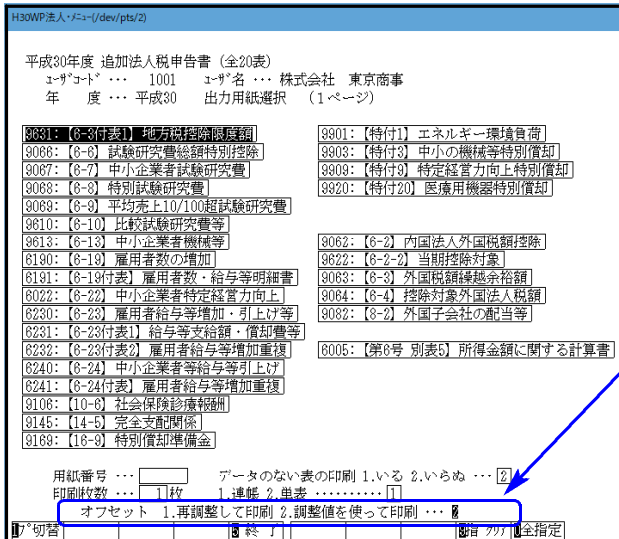 H30WP法人・ﾒﾆｭｰ(/dev/pts/2)
平成30年度 追加法人税申告書（全20表）
ﾕｰｻﾞｺｰﾄﾞ ･･･ 1001 ﾕｰｻﾞ名 ･･･ 株式会社 東京商事
年 度 ･･･ 平成30 出力用紙選択 （１ページ）
9631:【6-3付表1】地方税控除限度額
9066:【6-6】試験研究費総額特別控除
9067:【6-7】中小企業者試験研究費
9068:【6-8】特別試験研究費
9069:【6-9】平均売上10/100超試験研究費
9610:【6-10】比較試験研究費等
9613:【6-13】中小企業者機械等
6190:【6-19】雇用者数の増加
6191:【6-19付表】雇用者数・給与等明細書
6022:【6-22】中小企業者特定経営力向上
6230:【6-23】雇用者給与等増加・引上げ等
6231:【6-23付表1】給与等支給額・償却費等
6232:【6-23付表2】雇用者給与等増加重複
6240:【6-24】中小企業者等給与等引上げ
6241:【6-24付表】雇用者給与等増加重複
9106:【10-6】社会保険診療報酬
9145:【14-5】完全支配関係
9169:【16-9】特別償却準備金
9901:【特付1】エネルギー環境負荷
9903:【特付3】中小の機械等特別償却
9909:【特付9】特定経営力向上特別償却
9920:【特付20】医療用機器特別償却
9062:【6-2】内国法人外国税額控除
9622:【6-2-2】当期控除対象
9063:【6-3】外国税額繰越余裕額
9064:【6-4】控除対象外国法人税額
9082:【8-2】外国子会社の配当等
6005:【第6号 別表5】所得金額に関する計算書
用紙番号 ･･･ データのない表の印刷 1.いる 2.いらぬ ･･･ 2
印刷枚数 ･･･ 1 枚 1.連帳 2.単表 ･･････････ 1
オフセット 1.再調整して印刷 2.調整値を使って印刷 ･･･ 2
終 了 指 ｸﾘｱ 全指定